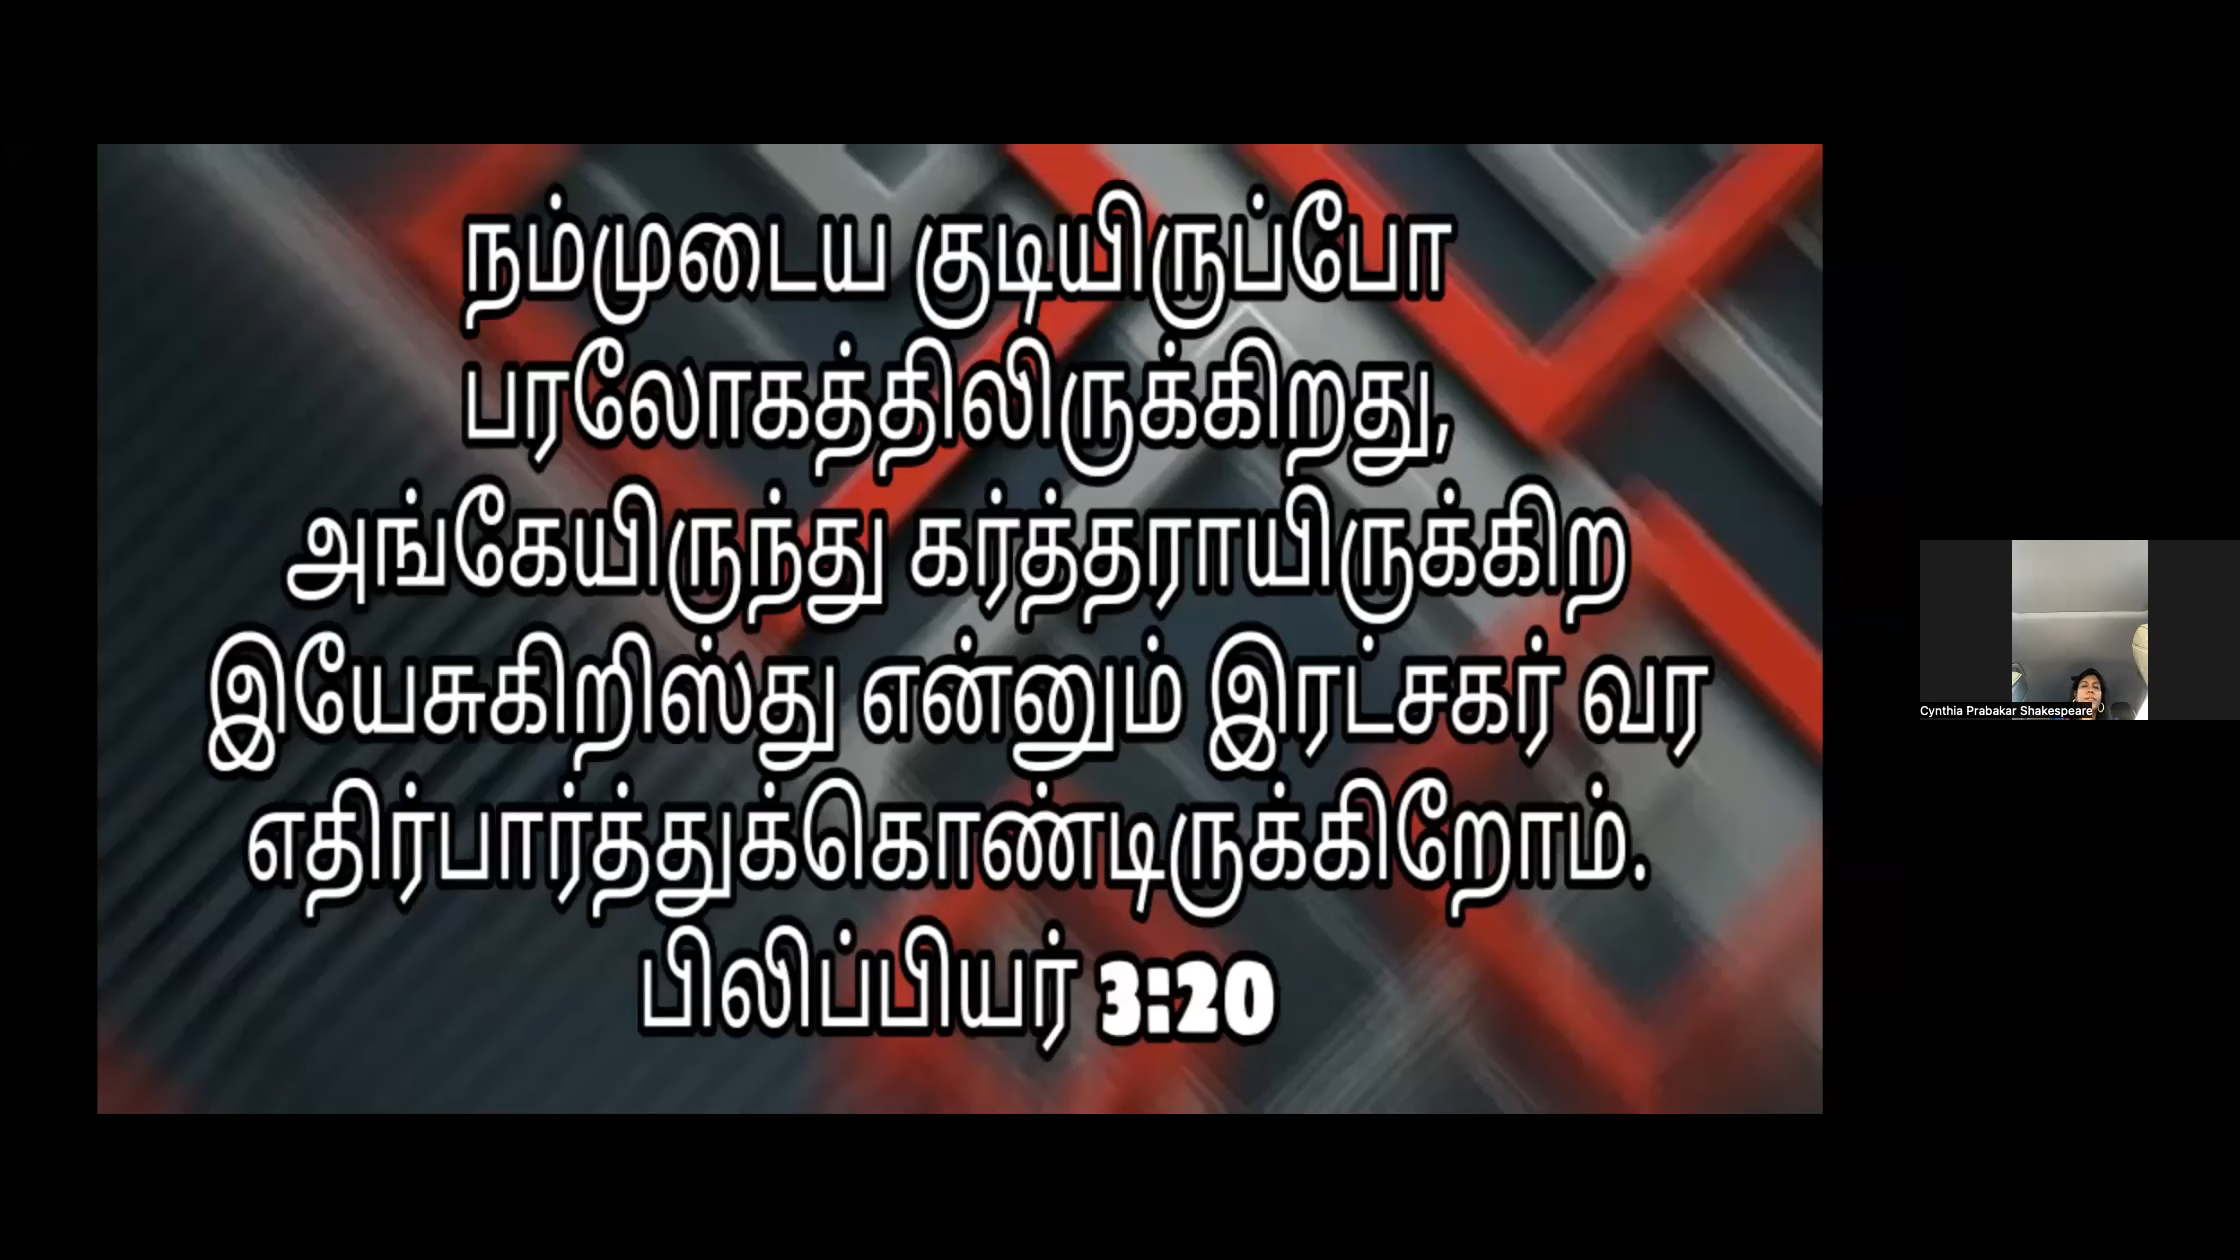 நம்முடைய குடியிருப்போ
பரலோகத்திலிருக்கிறது,
அங்கேயிருந்து கர்த்தராயிருக்கிற
இயேசுகிறிஸ்து என்னும் இரட்சகர் வர
எதிர்பார்த்துக்கொண்டிருக்கிறோம்.
பிலிப்பியர் 3:20
Cynthia Prabakar Shakespeare